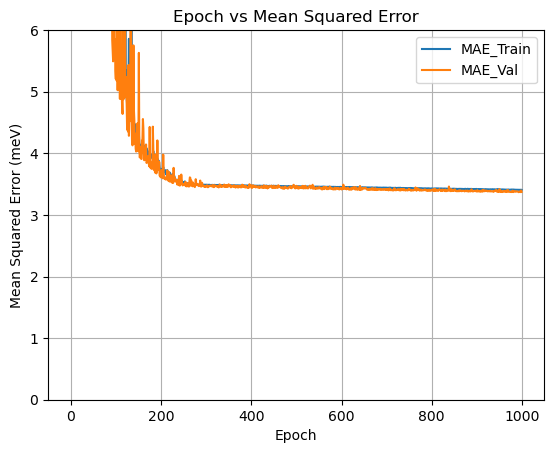 Epoch vs Mean Squared Error
MAE_Train
MAE_Val
Mean Squared Error (meV)
6
5
4
3
2
1
0
0 200 400 600 800 1000
Epoch